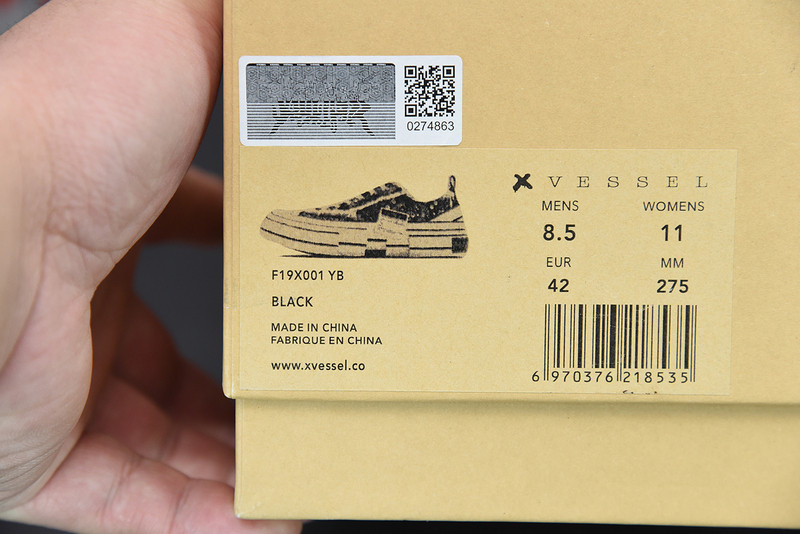 0274863
X VESSEL
MENS WOMENS
8.5 11
EUR MM
42 275
F19X001 YB
BLACK
MADE IN CHINA
FABRIQUE EN CHINA
www.xvessel.co
6 970376 218535